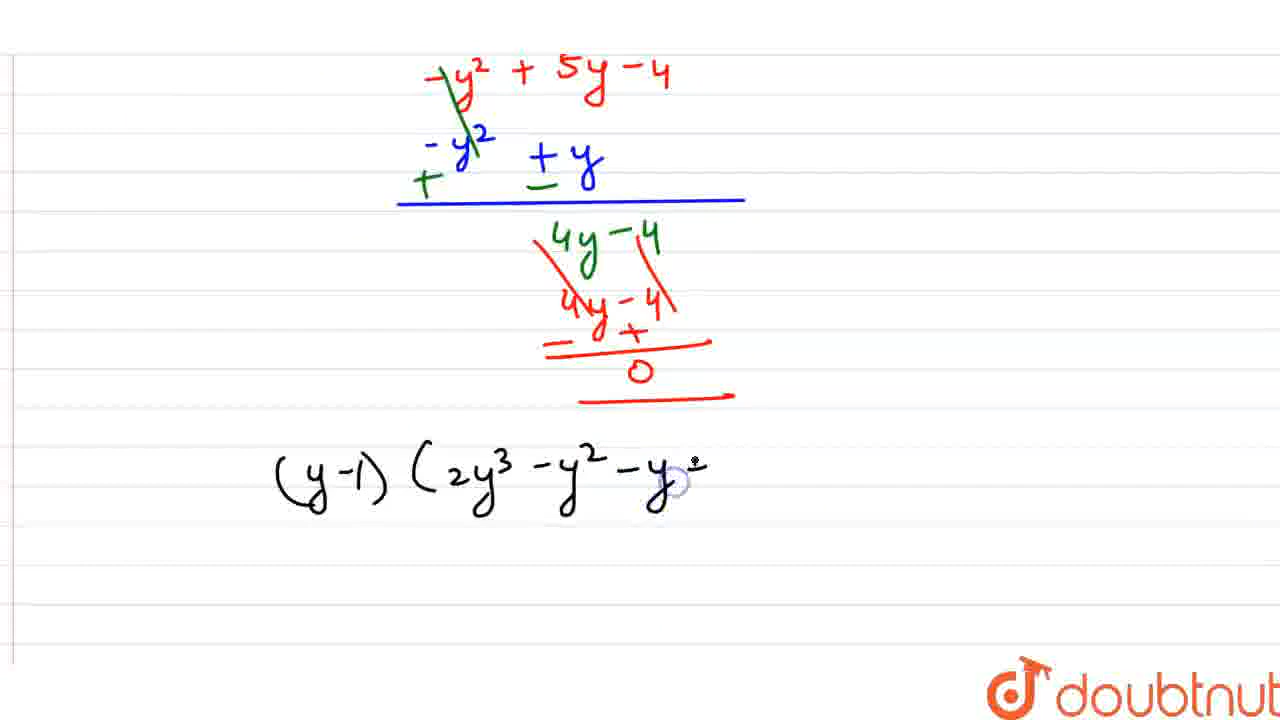 -y² + 5y - 4
-y² + y
+ -
4y - 4
4y - 4
- +
0
(y-1) (2y³ - y² - y +
doubtnut